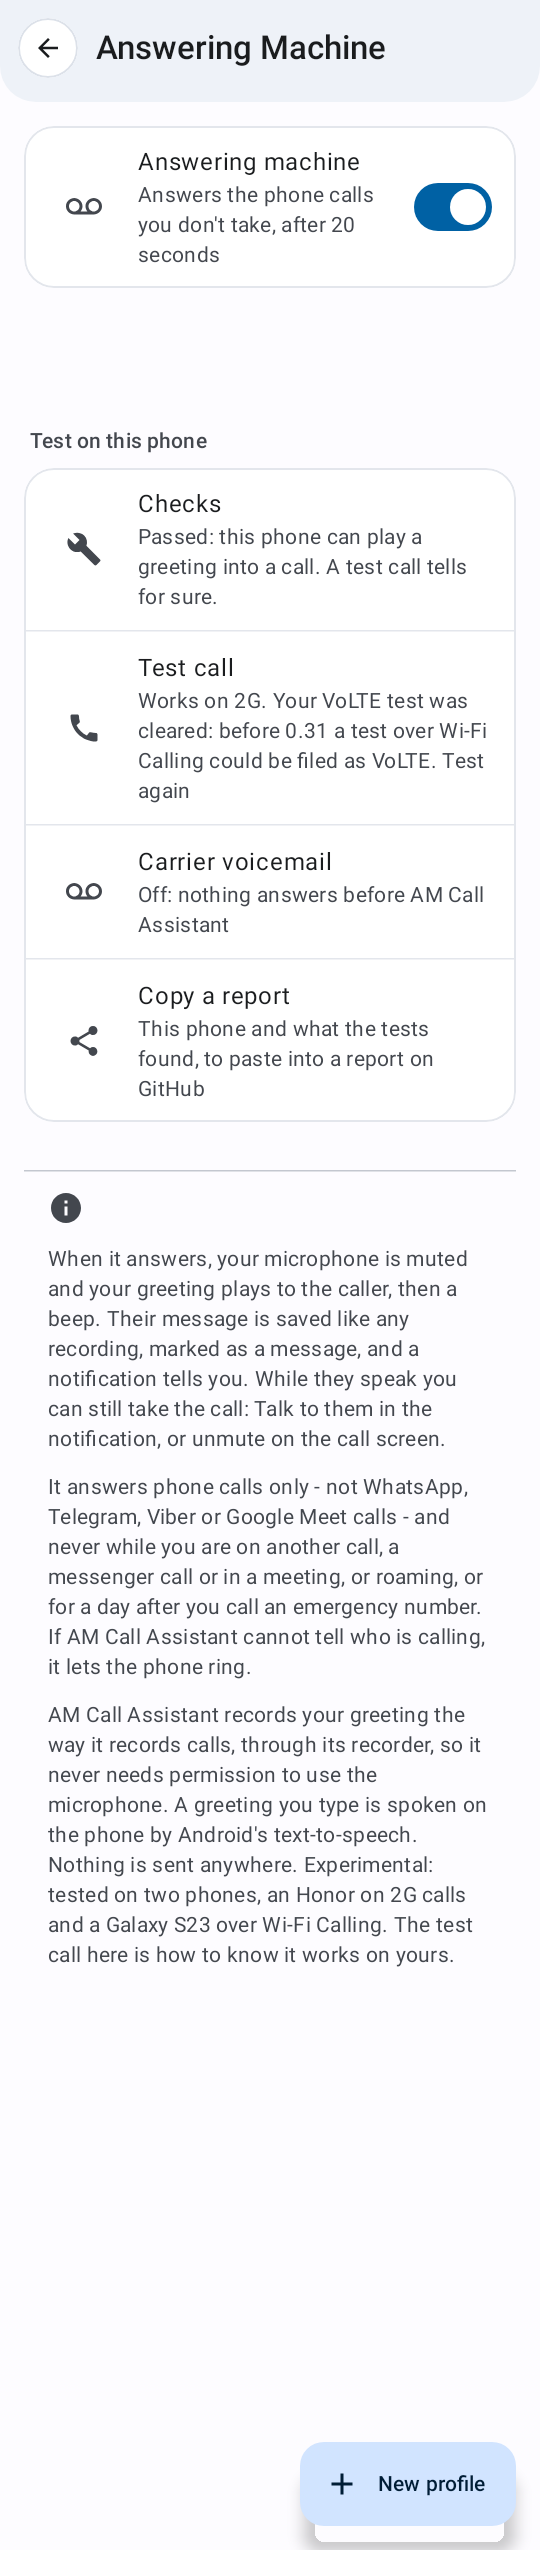 Answering Machine
Answering machine
Answers the phone calls
you don't take, after 20
seconds
Test on this phone
Checks
Passed: this phone can play a
greeting into a call. A test call tells
for sure.
Test call
Works on 2G. Your VoLTE test was
cleared: before 0.31 a test over Wi-Fi
Calling could be filed as VoLTE. Test
again
Carrier voicemail
Off: nothing answers before AM Call
Assistant
Copy a report
This phone and what the tests
found, to paste into a report on
GitHub
When it answers, your microphone is muted
and your greeting plays to the caller, then a
beep. Their message is saved like any
recording, marked as a message, and a
notification tells you. While they speak you
can still take the call: Talk to them in the
notification, or unmute on the call screen.
It answers phone calls only - not WhatsApp,
Telegram, Viber or Google Meet calls - and
never while you are on another call, a
messenger call or in a meeting, or roaming, or
for a day after you call an emergency number.
If AM Call Assistant cannot tell who is calling,
it lets the phone ring.
AM Call Assistant records your greeting the
way it records calls, through its recorder, so it
never needs permission to use the
microphone. A greeting you type is spoken on
the phone by Android's text-to-speech.
Nothing is sent anywhere. Experimental:
tested on two phones, an Honor on 2G calls
and a Galaxy S23 over Wi-Fi Calling. The test
call here is how to know it works on yours.
New profile